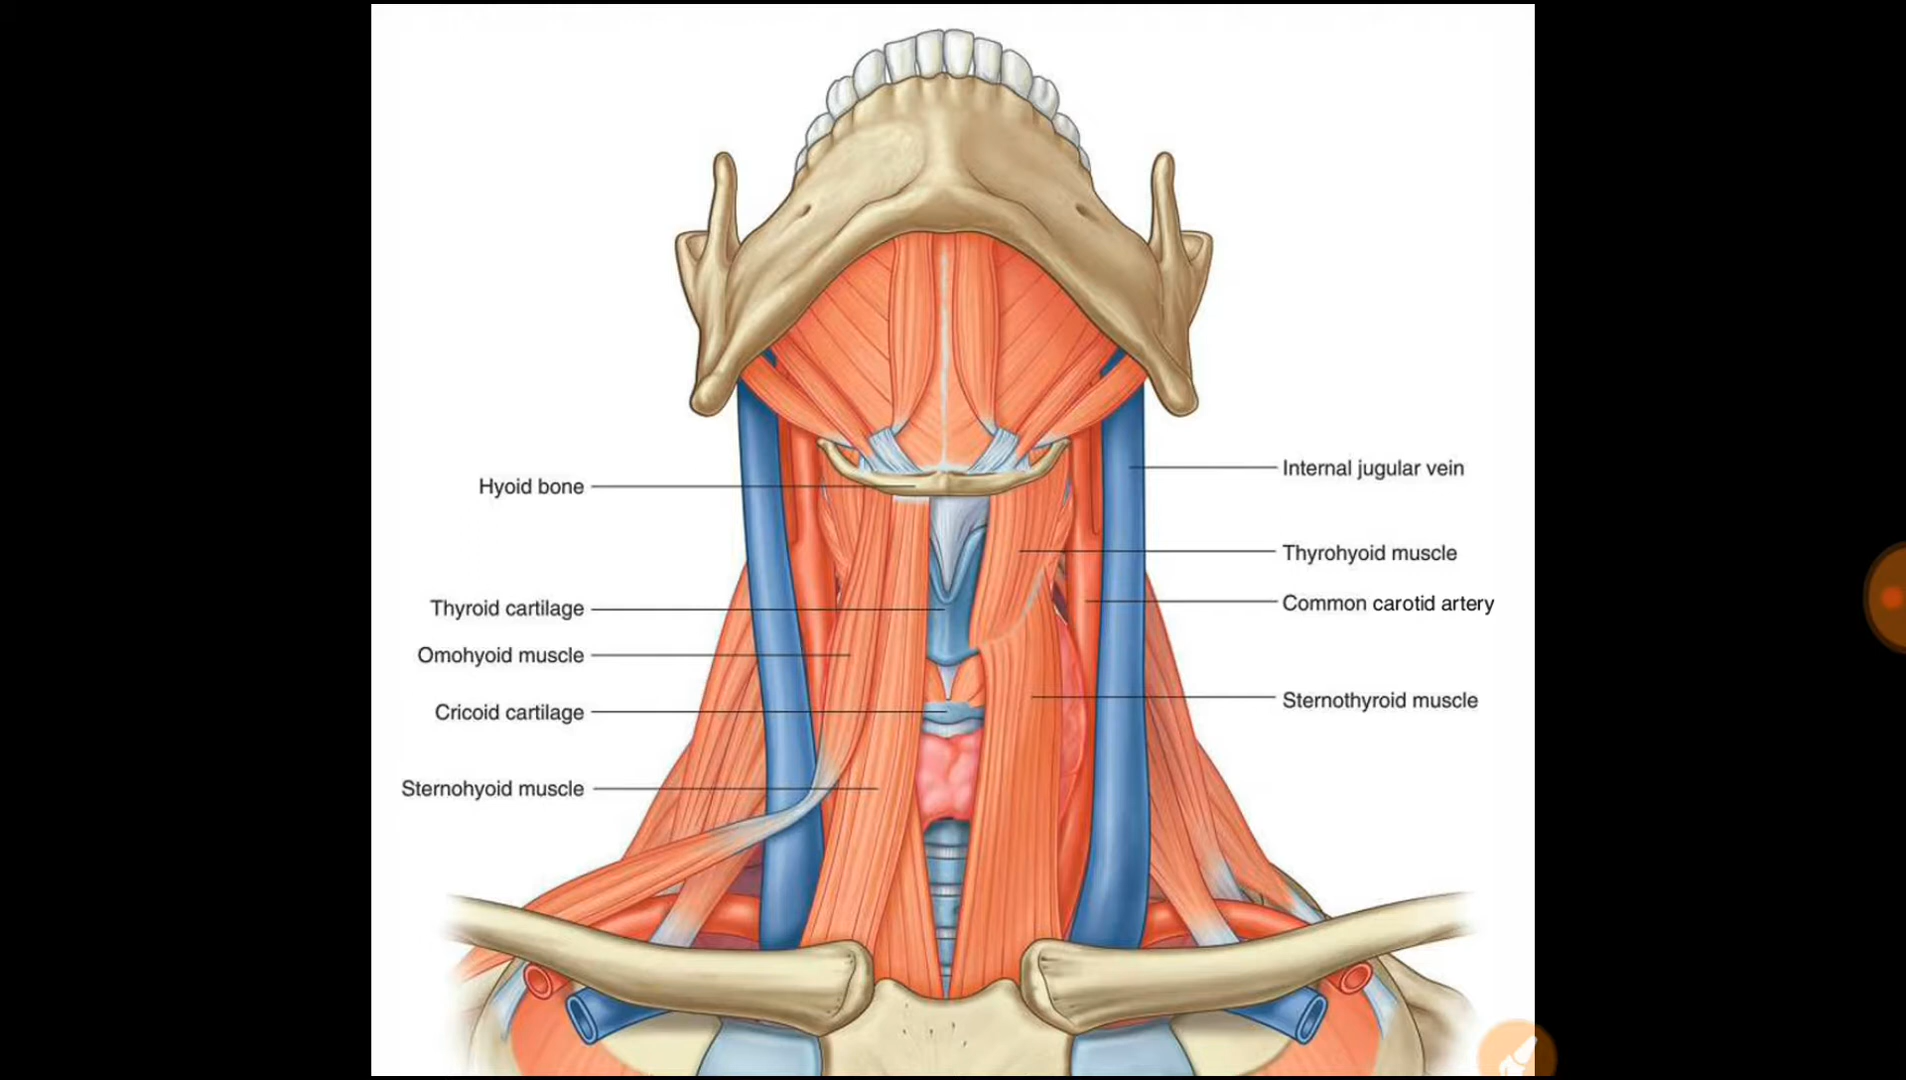 Hyoid bone
Thyroid cartilage
Omohyoid muscle
Cricoid cartilage
Sternohyoid muscle
Internal jugular vein
Thyrohyoid muscle
Common carotid artery
Sternothyroid muscle